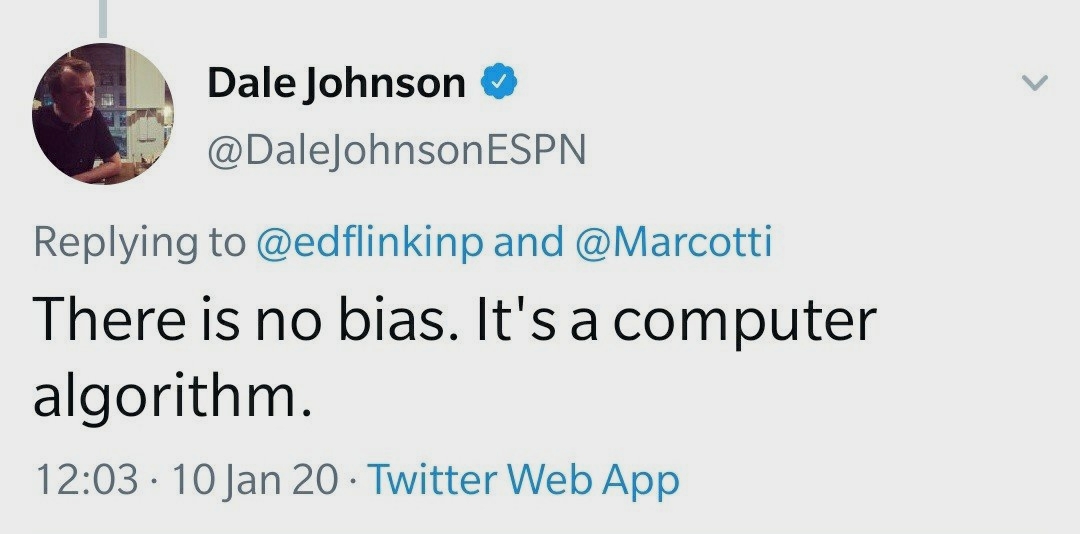 Dale Johnson
@DaleJohnsonESPN
Replying to @edflinkinp and @Marcotti
There is no bias. It's a computer
algorithm.
12:03 · 10 Jan 20 · Twitter Web App